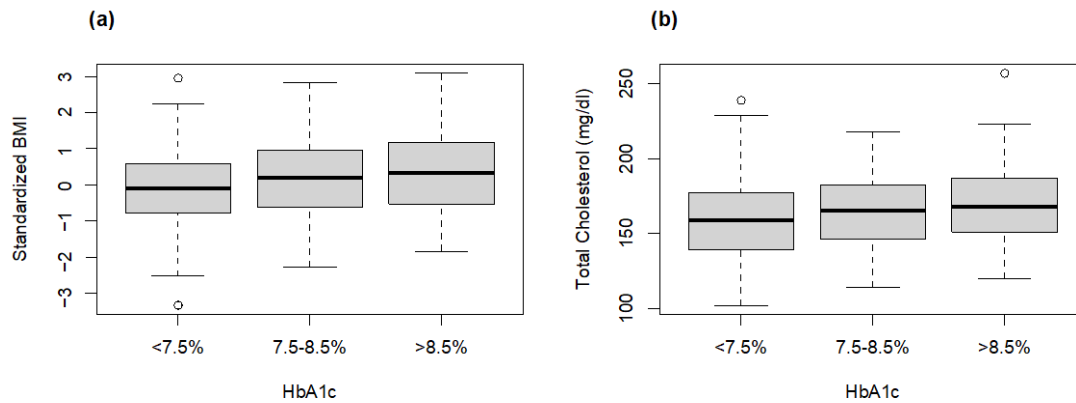 (a)
Standardized BMI
3
2
1
0
−1
−2
−3
<7.5%
7.5-8.5%
>8.5%
HbA1c
(b)
Total Cholesterol (mg/dl)
250
200
150
100
<7.5%
7.5-8.5%
>8.5%
HbA1c